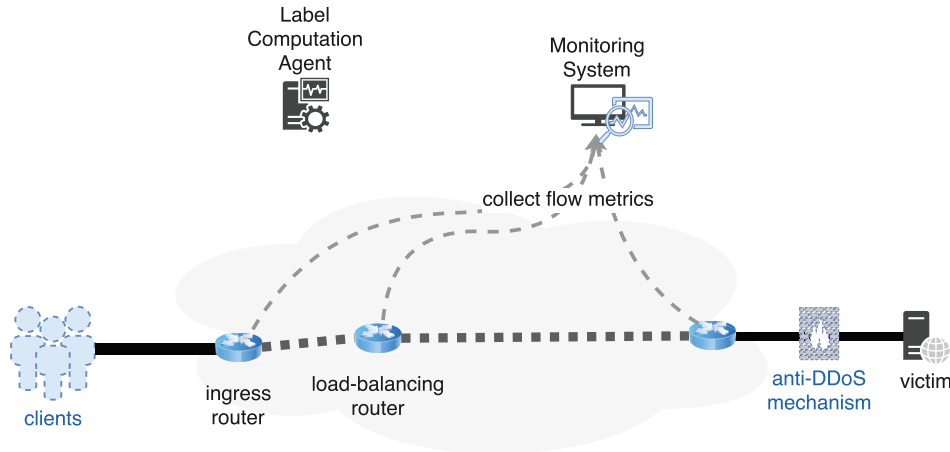 Label
Computation
Agent
Monitoring
System
collect flow metrics
clients
ingress
router
load-balancing
router
anti-DDoS
mechanism
victim